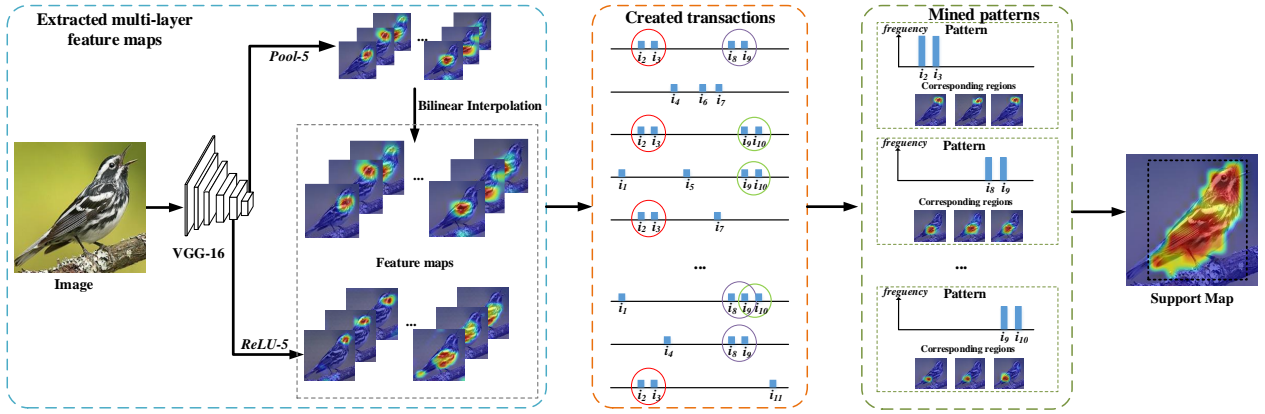 Extracted multi-layer
feature maps
Pool-5
...
Bilinear Interpolation
...
VGG-16
Image
Feature maps
...
ReLU-5
Created transactions
i2 i3 i8 i9
i4 i6 i7
i2 i3 i9 i10
i1 i5 i9 i10
i2 i3 i7
...
i1 i8 i9 i10
i4 i8 i9
i2 i3 i11
Mined patterns
freguency
Pattern
i2 i3
Corresponding regions
Pattern
freguency
i8 i9
Corresponding regions
...
freguency
Pattern
i9 i10
Corresponding regions
Support Map